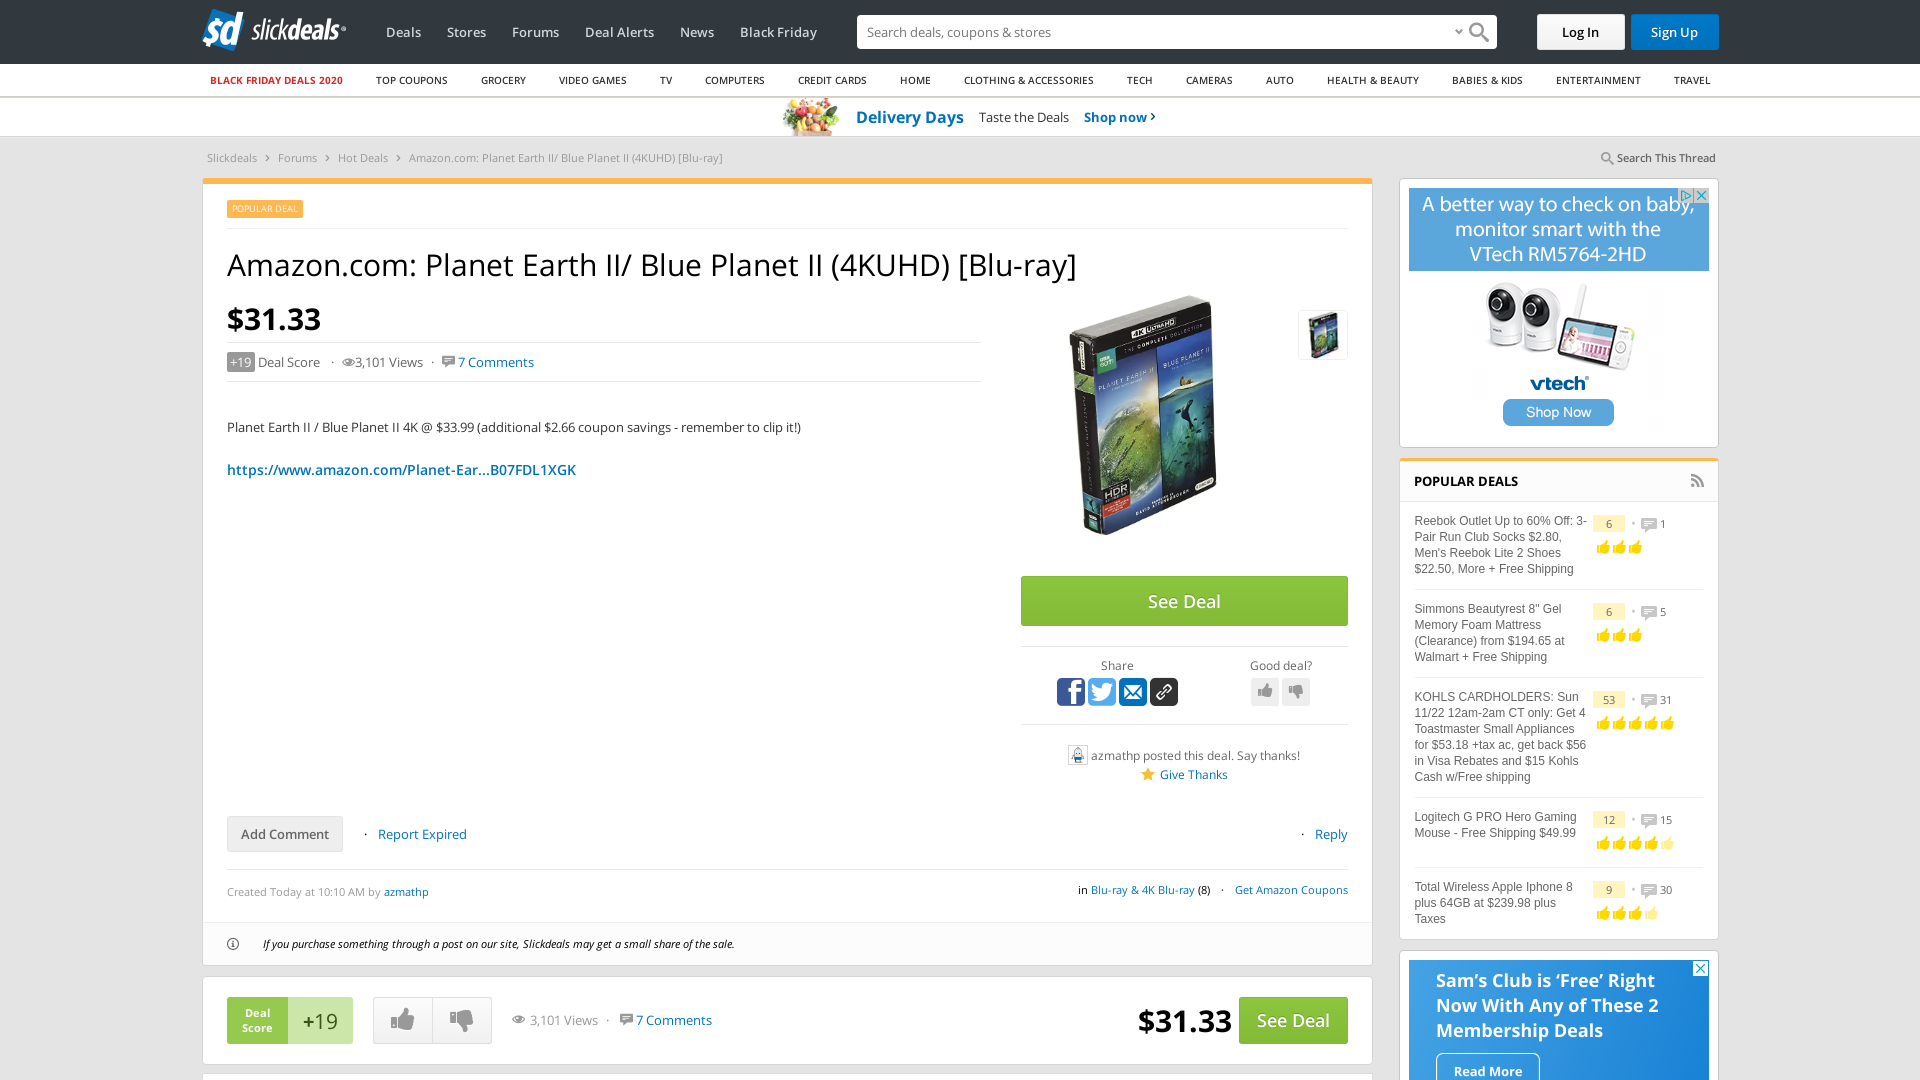 slickdeals
Deals
Stores
Forums
Deal Alerts
News
Black Friday
Search deals, coupons & stores
Log In
Sign Up
BLACK FRIDAY DEALS 2020
TOP COUPONS
GROCERY
VIDEO GAMES
TV
COMPUTERS
CREDIT CARDS
HOME
CLOTHING & ACCESSORIES
TECH
CAMERAS
AUTO
HEALTH & BEAUTY
BABIES & KIDS
ENTERTAINMENT
TRAVEL
Delivery Days Taste the Deals Shop now
Slickdeals > Forums > Hot Deals > Amazon.com: Planet Earth II/ Blue Planet II (4KUHD) [Blu-ray]
Search This Thread
POPULAR DEAL
Amazon.com: Planet Earth II/ Blue Planet II (4KUHD) [Blu-ray]
$31.33
+19 Deal Score · 3,101 Views · 7 Comments
Planet Earth II / Blue Planet II 4K @ $33.99 (additional $2.66 coupon savings - remember to clip it!)
https://www.amazon.com/Planet-Ear...B07FDL1XGK
4K ULTRA HD
THE COMPLETE COLLECTION
PLANET EARTH II
BLUE PLANET II
HDR
DAVID ATTENBOROUGH
See Deal
Share
Good deal?
azmathp posted this deal. Say thanks!
Give Thanks
Add Comment
· Report Expired
· Reply
Created Today at 10:10 AM by azmathp
in Blu-ray & 4K Blu-ray (8) · Get Amazon Coupons
If you purchase something through a post on our site, Slickdeals may get a small share of the sale.
Deal
Score
+19
3,101 Views · 7 Comments
$31.33
See Deal
A better way to check on baby,
monitor smart with the
VTech RM5764-2HD
vtech
Shop Now
POPULAR DEALS
Reebok Outlet Up to 60% Off: 3-
Pair Run Club Socks $2.80,
Men's Reebok Lite 2 Shoes
$22.50, More + Free Shipping
6 • 1
Simmons Beautyrest 8" Gel
Memory Foam Mattress
(Clearance) from $194.65 at
Walmart + Free Shipping
6 • 5
KOHLS CARDHOLDERS: Sun
11/22 12am-2am CT only: Get 4
Toastmaster Small Appliances
for $53.18 +tax ac, get back $56
in Visa Rebates and $15 Kohls
Cash w/Free shipping
53 • 31
Logitech G PRO Hero Gaming
Mouse - Free Shipping $49.99
12 • 15
Total Wireless Apple Iphone 8
plus 64GB at $239.98 plus
Taxes
9 • 30
Sam's Club is 'Free' Right
Now With Any of These 2
Membership Deals
Read More